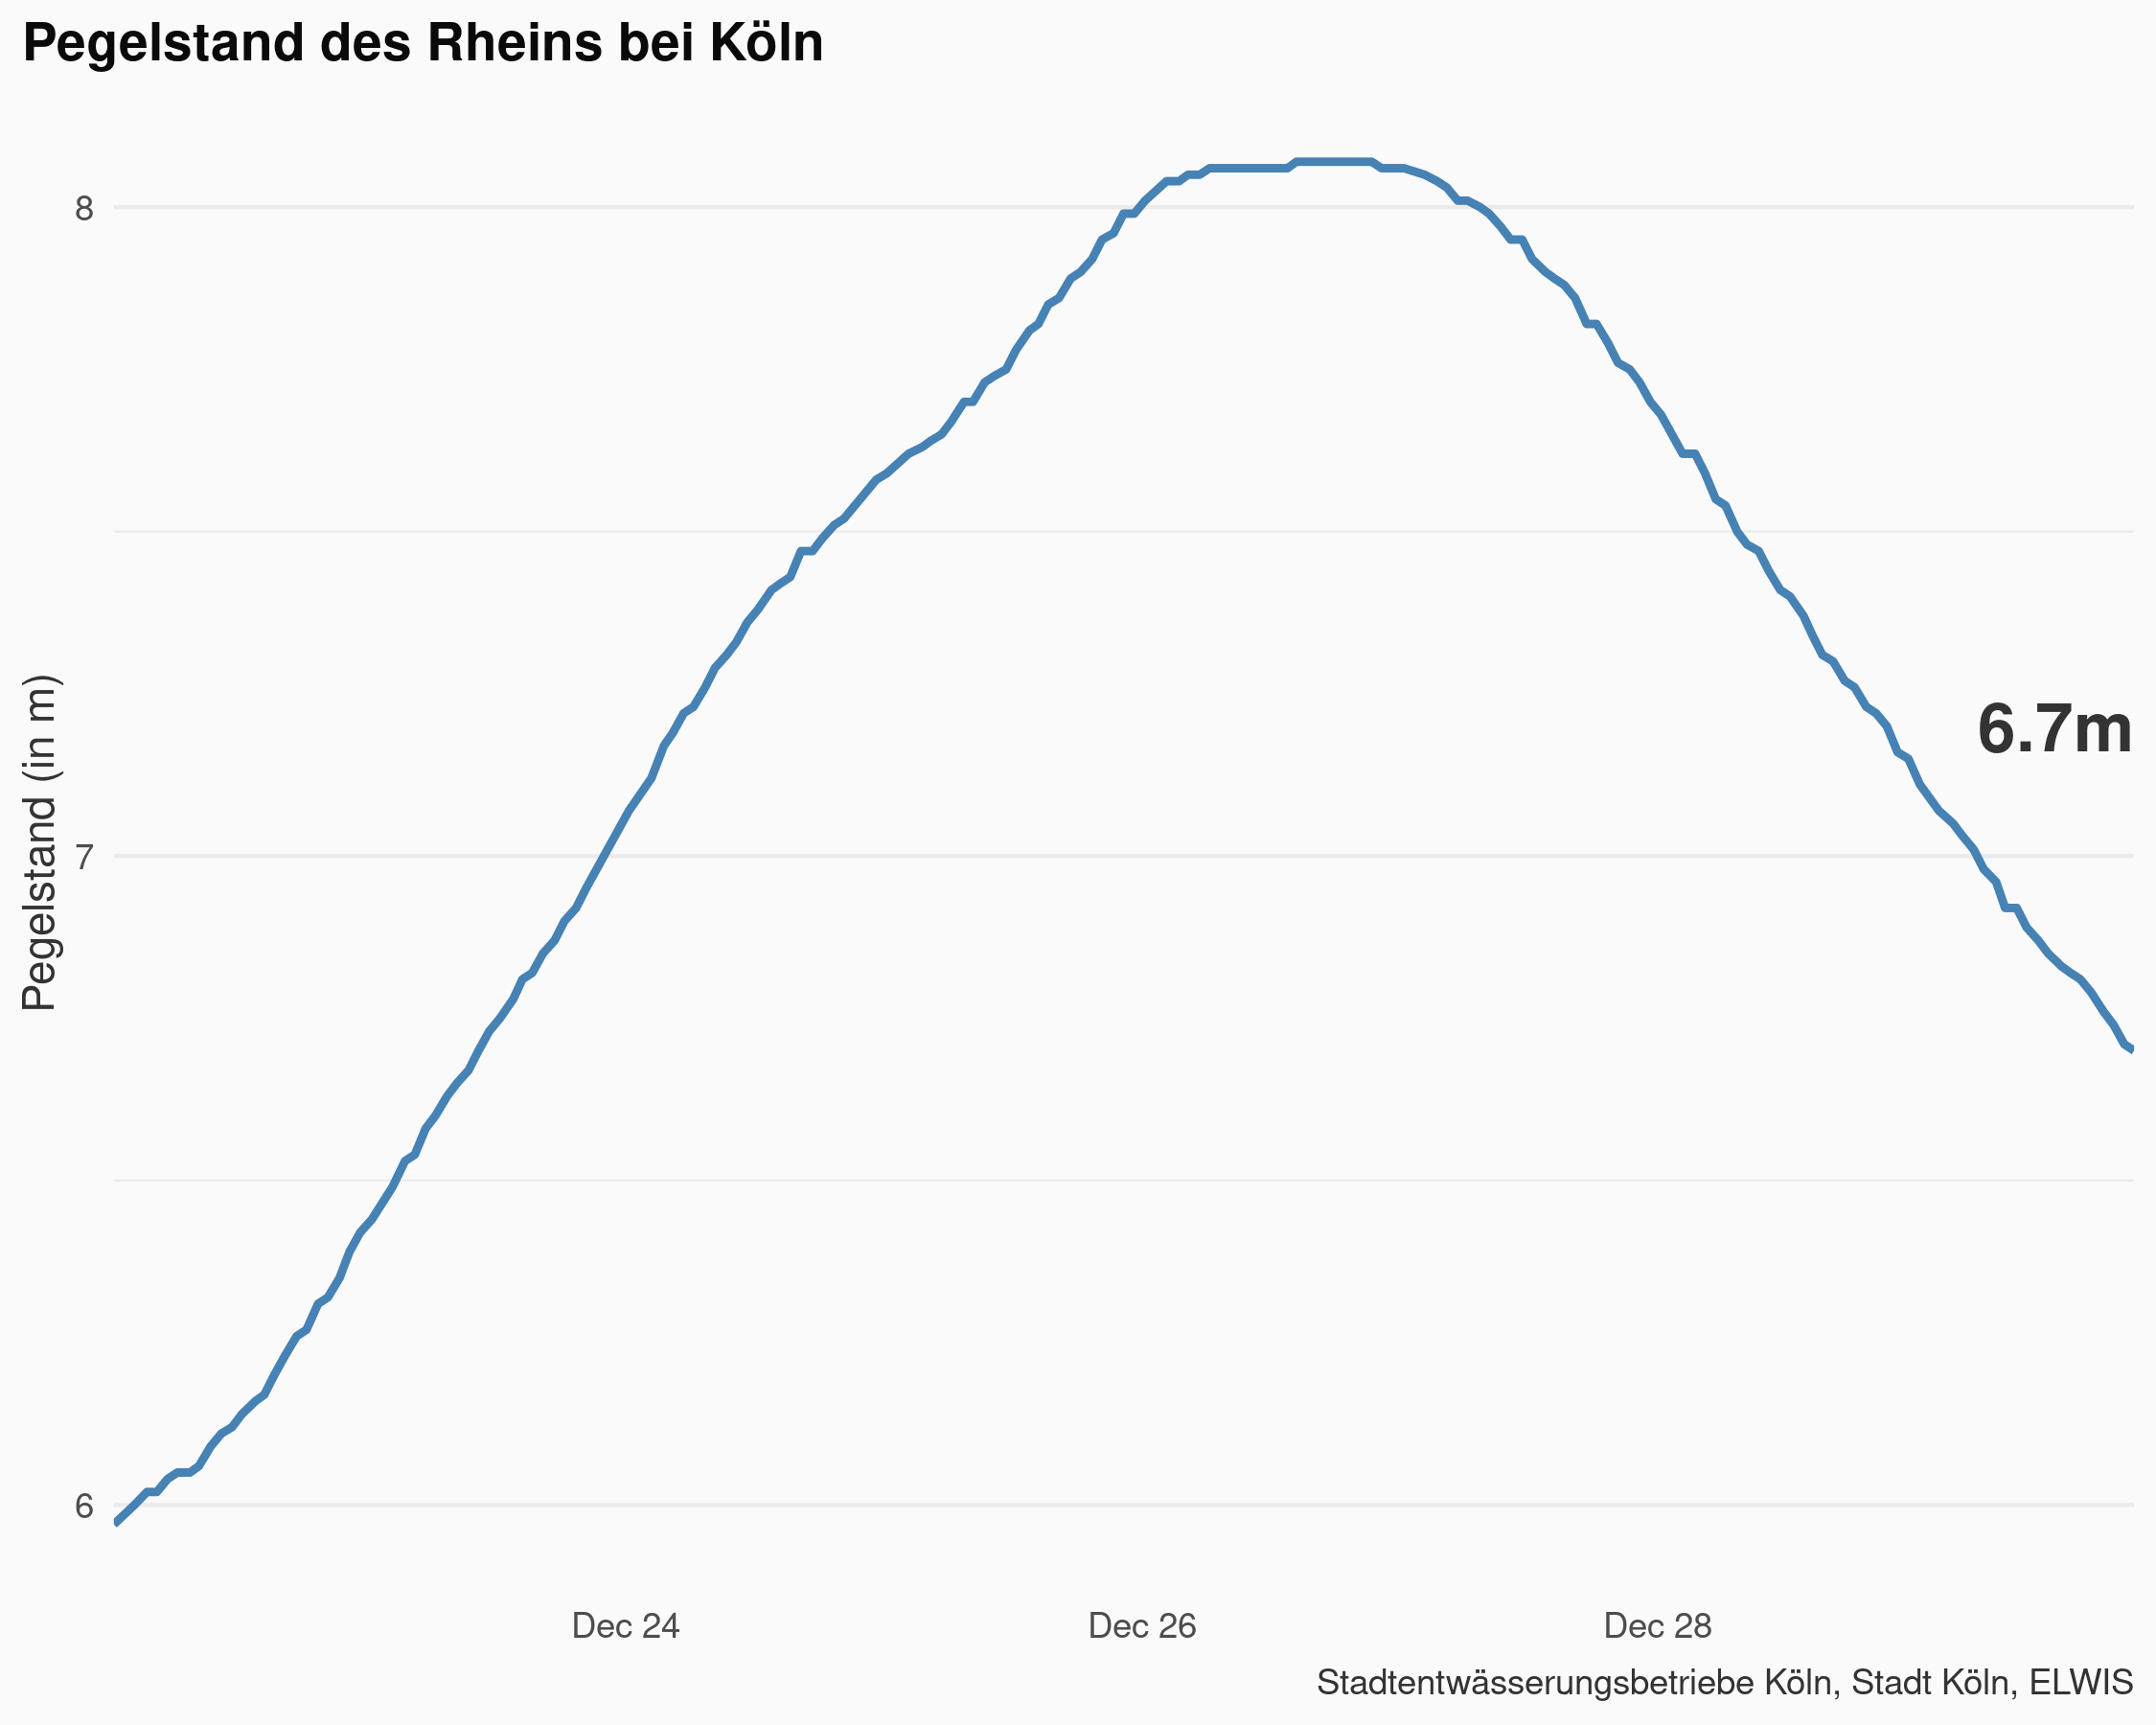 Pegelstand des Rheins bei Köln
Pegelstand (in m)
8
7
6
6.7m
Dec 24
Dec 26
Dec 28
Stadtentwässerungsbetriebe Köln, Stadt Köln, ELWIS